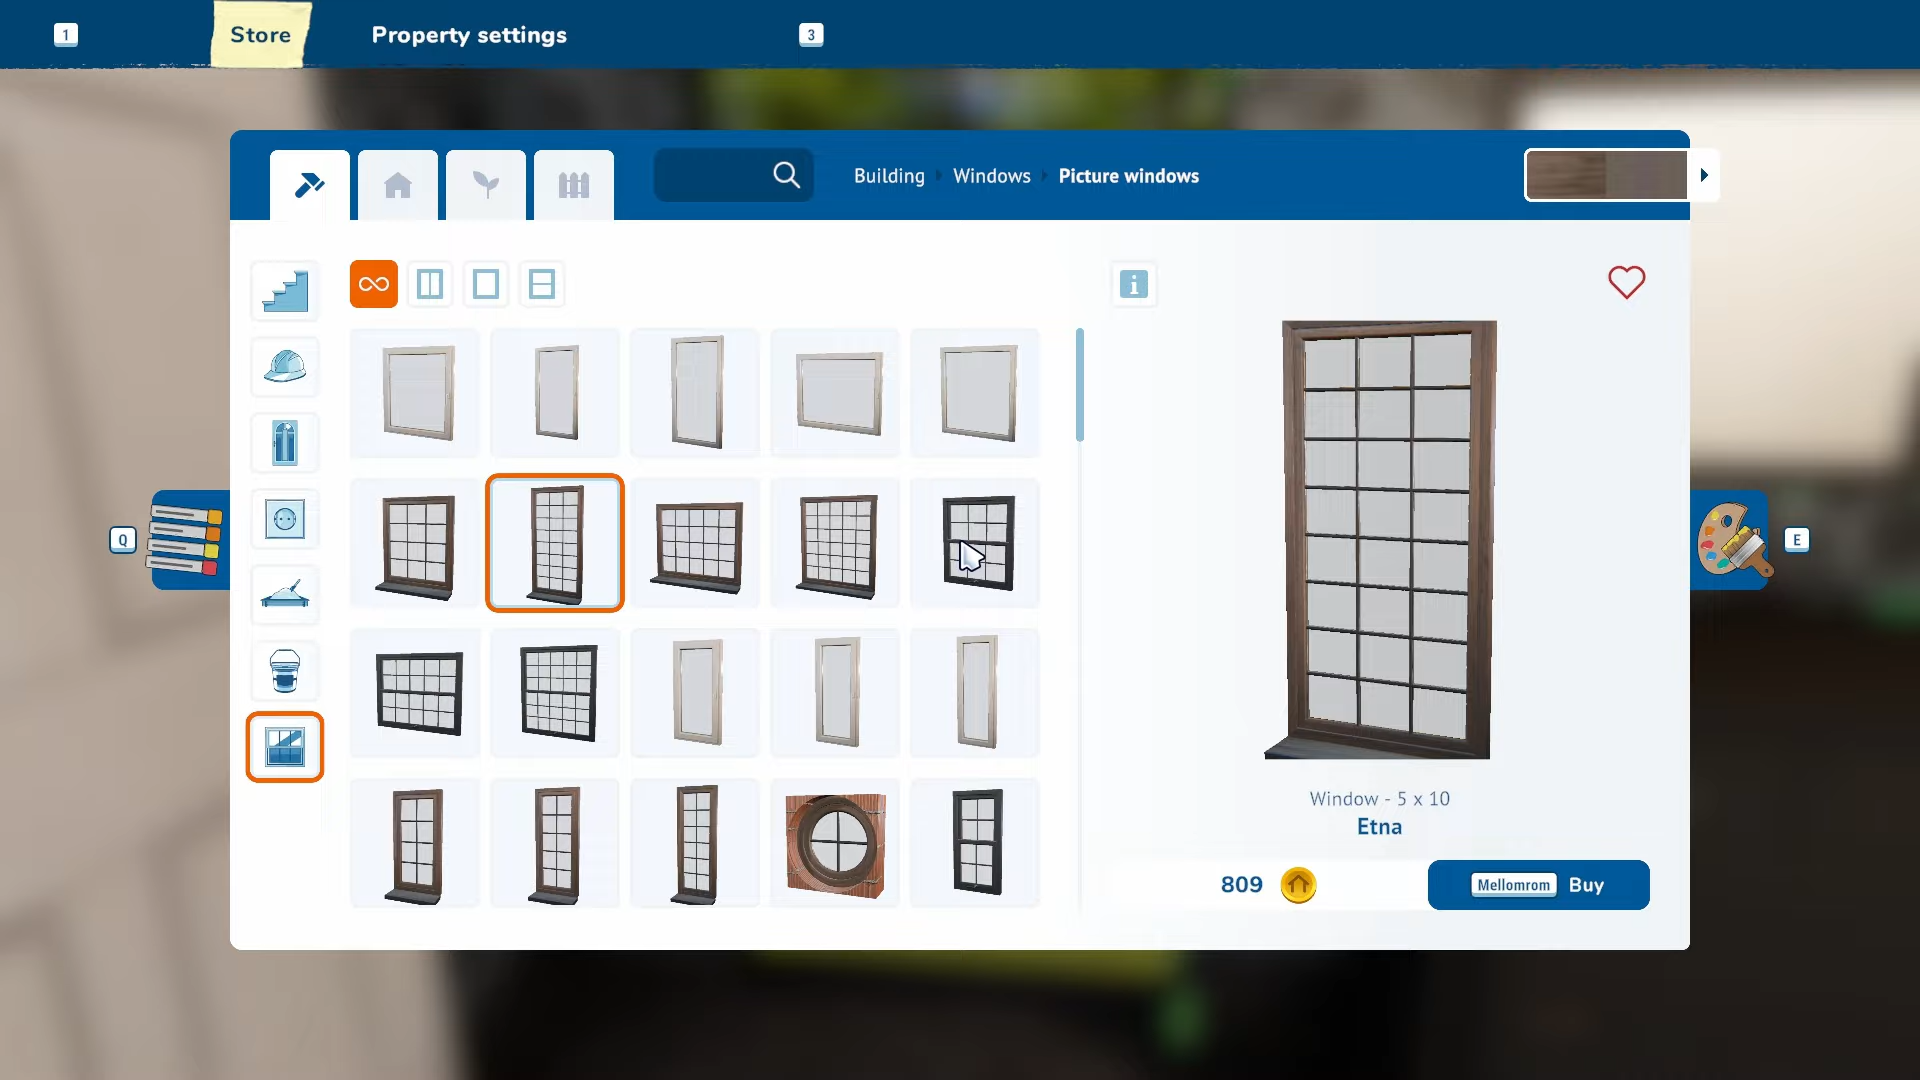 1
Store
Property settings
3
Building
Windows
Picture windows
Q
E
Window - 5 x 10
Etna
809
Mellomrom
Buy